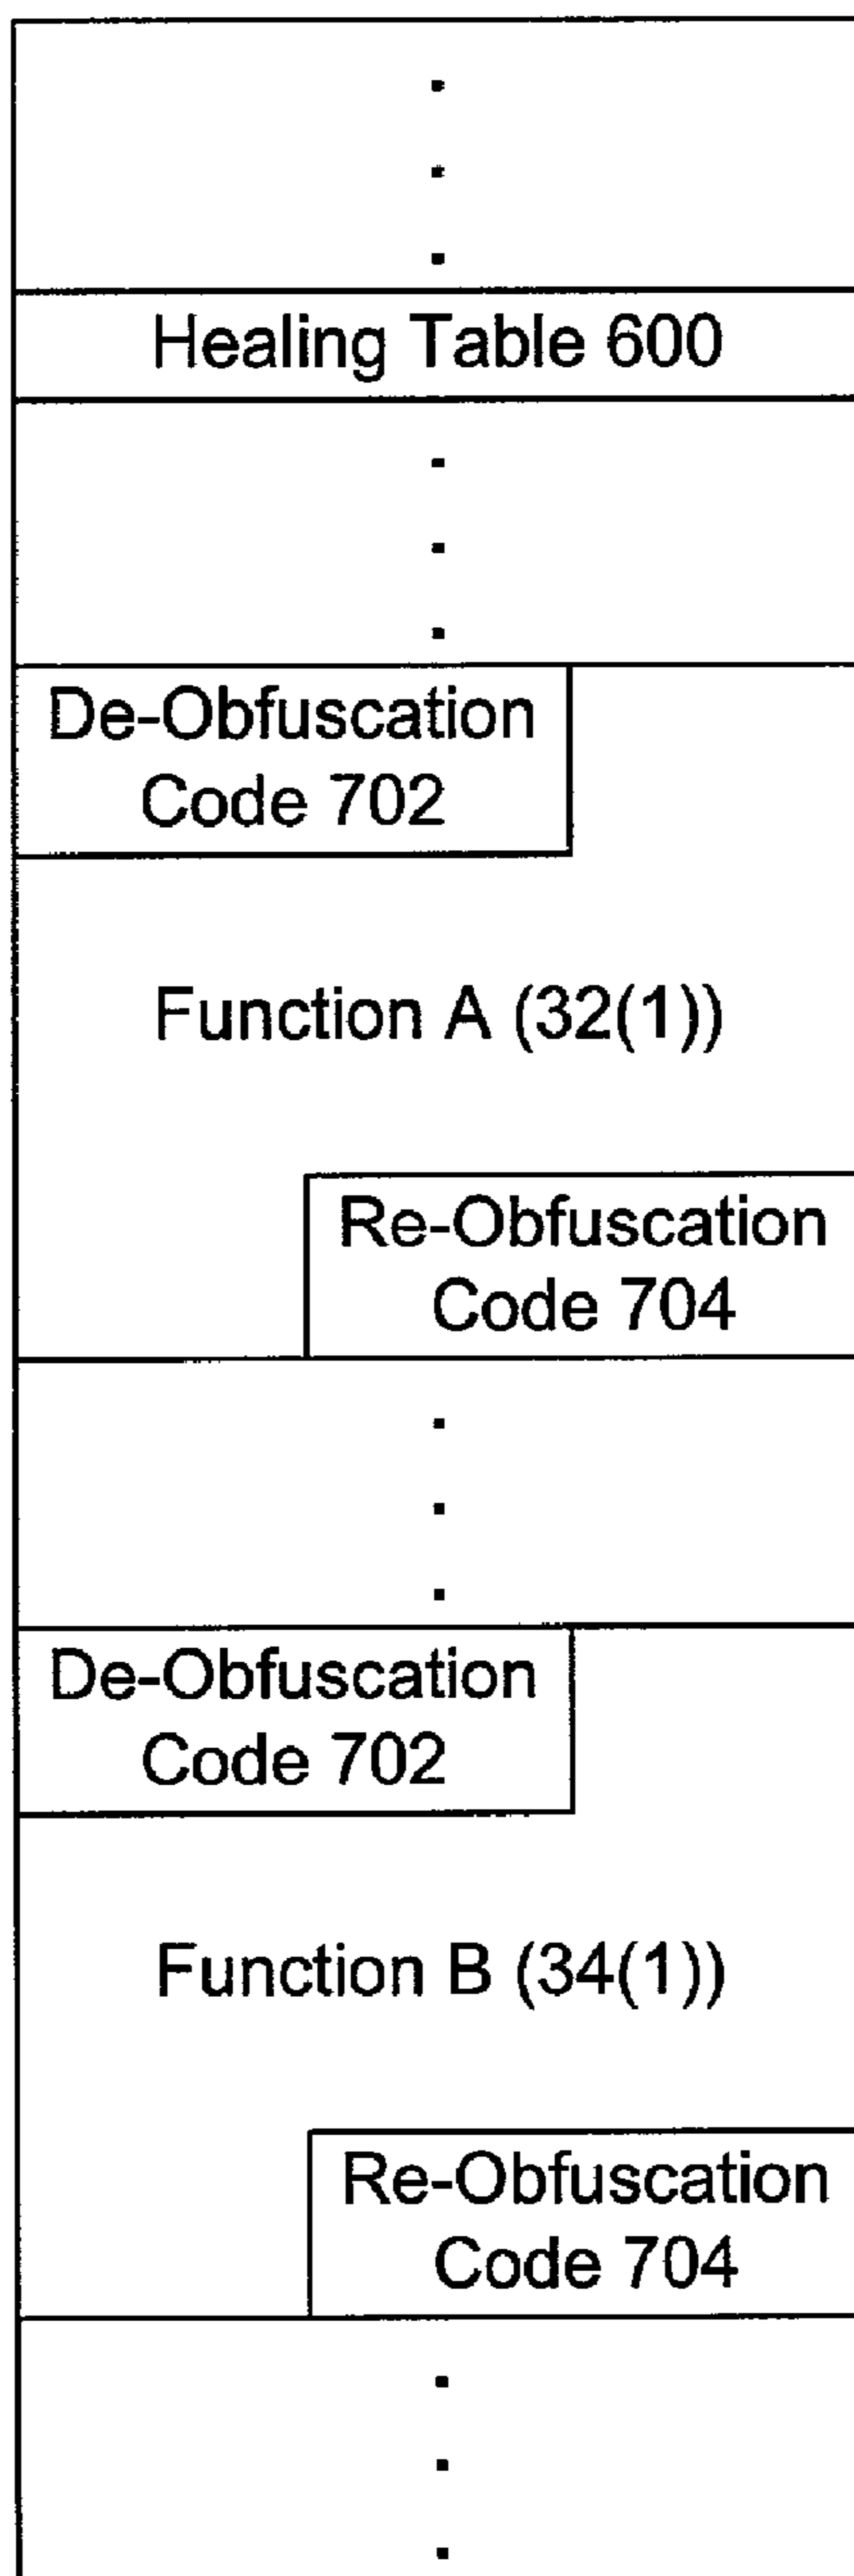 Healing Table 600
De-Obfuscation
Code 702
Function A (32(1))
Re-Obfuscation
Code 704
De-Obfuscation
Code 702
Function B (34(1))
Re-Obfuscation
Code 704